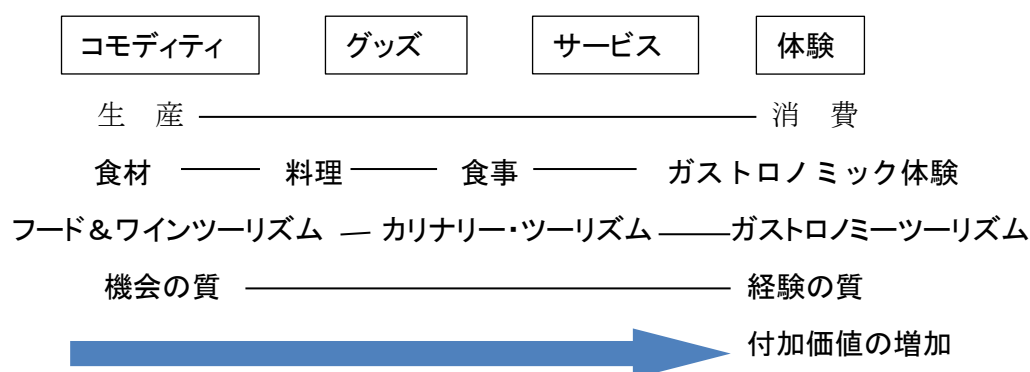 コモディティ グッズ サービス 体験
生 産 消 費
食材 料理 食事 ガストロノミック体験
フード＆ワインツーリズム カリナリー・ツーリズム ガストロノミーツーリズム
機会の質 経験の質
付加価値の増加